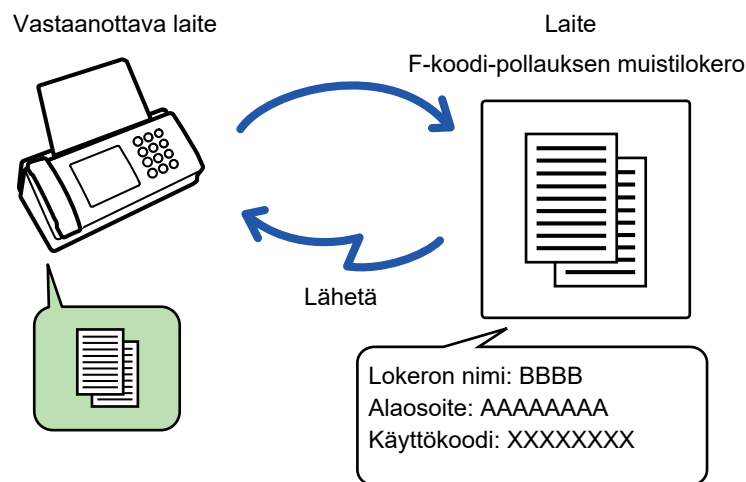 Vastaanottava laite
Laite
F-koodi-pollauksen muistilokero
Lähetä
Lokeron nimi: BBBB
Alaosoite: AAAAAAAA
Käyttökoodi: XXXXXXXX